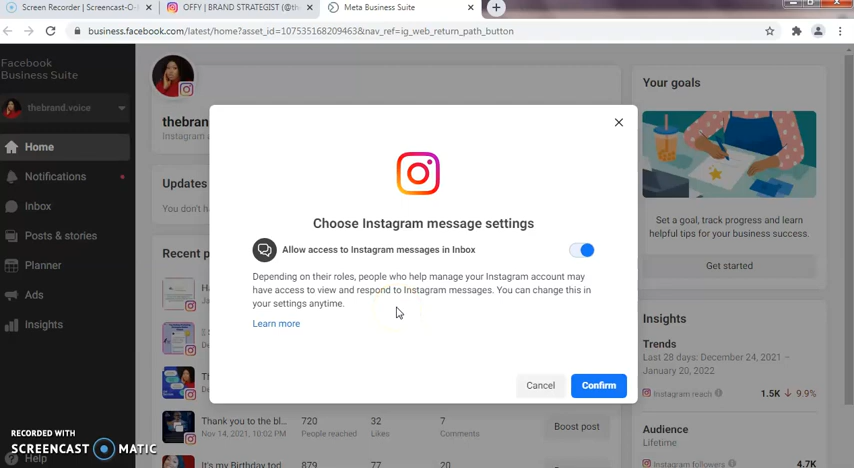 Screen Recorder | Screencast-O-
OFFY | BRAND STRATEGIST (@th
Meta Business Suite
business.facebook.com/latest/home?asset_id=107535168209463&nav_ref=ig_web_return_path_button
Facebook
Business Suite
thebrand.voice
Home
Notifications
Inbox
Posts & stories
Planner
Ads
Insights
Help
thebran
Instagram a
Updates
You don't ha
Recent p
Choose Instagram message settings
Allow access to Instagram messages in Inbox
Depending on their roles, people who help manage your Instagram account may
have access to view and respond to Instagram messages. You can change this in
your settings anytime.
Learn more
Cancel
Confirm
Thank you to the bl...
Nov 14, 2021, 10:02 PM
720
People reached
32
Likes
7
Comments
Boost post
It's my Birthday tod
879
77
20
Your goals
Set a goal, track progress and learn
helpful tips for your business success.
Get started
Insights
Trends
Last 28 days: December 24, 2021 –
January 20, 2022
Instagram reach
1.5K ↓ 9.9%
Audience
Lifetime
Instagram followers
4.7K
RECORDED WITH
SCREENCAST MATIC